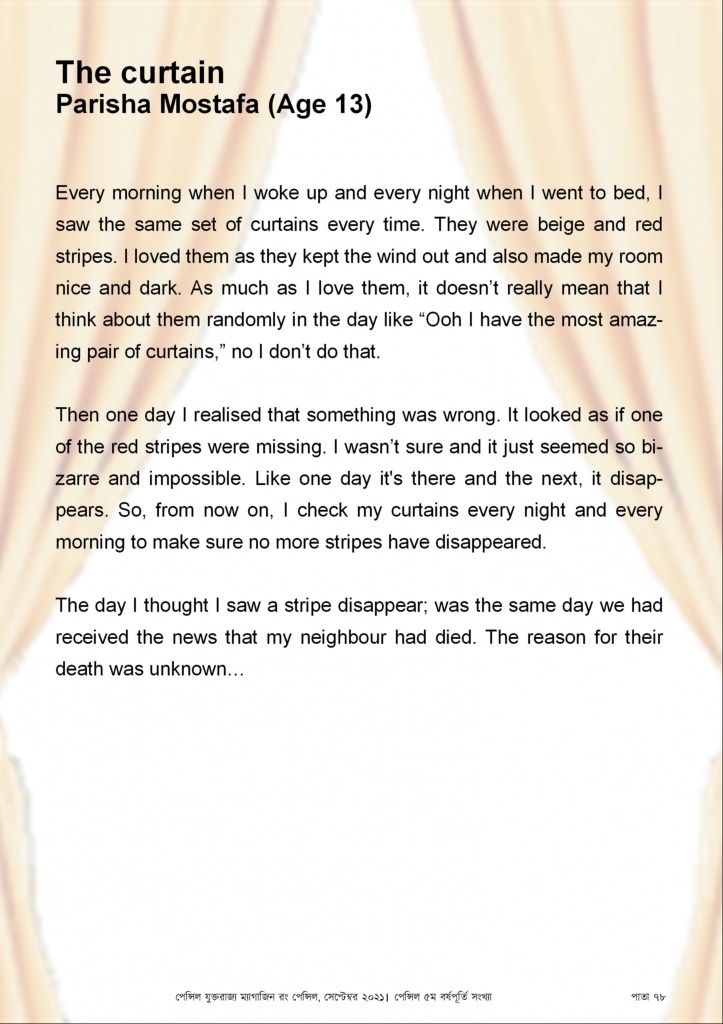 The curtain
Parisha Mostafa (Age 13)
Every morning when I woke up and every night when I went to bed, I
saw the same set of curtains every time. They were beige and red
stripes. I loved them as they kept the wind out and also made my room
nice and dark. As much as I love them, it doesn’t really mean that I
think about them randomly in the day like “Ooh I have the most amaz-
ing pair of curtains,” no I don’t do that.
Then one day I realised that something was wrong. It looked as if one
of the red stripes were missing. I wasn’t sure and it just seemed so bi-
zarre and impossible. Like one day it's there and the next, it disap-
pears. So, from now on, I check my curtains every night and every
morning to make sure no more stripes have disappeared.
The day I thought I saw a stripe disappear; was the same day we had
received the news that my neighbour had died. The reason for their
death was unknown…
পেন্সিল যুক্তরাজ্য ম্যাগাজিন রং পেন্সিল, সেপ্টেম্বর ২০২১। পেন্সিল ৫ম বর্ষপূর্তি সংখ্যা পাতা ৭৮